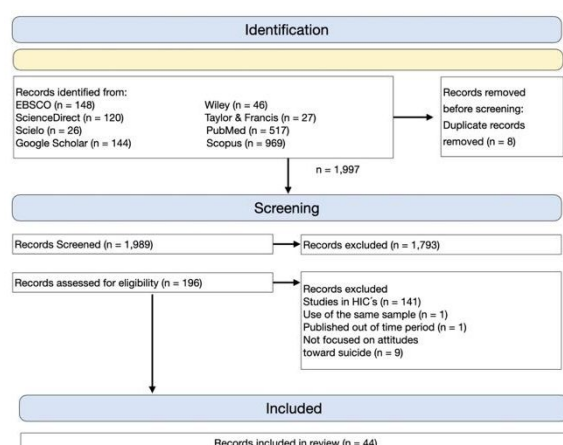 Identification
Records identified from:
EBSCO (n = 148)
ScienceDirect (n = 120)
Scielo (n = 26)
Google Scholar (n = 144)
Wiley (n = 46)
Taylor & Francis (n = 27)
PubMed (n = 517)
Scopus (n = 969)
Records removed
before screening:
Duplicate records
removed (n = 8)
n = 1,997
Screening
Records Screened (n = 1,989)
Records excluded (n = 1,793)
Records assessed for eligibility (n = 196)
Records excluded
Studies in HIC´s (n = 141)
Use of the same sample (n = 1)
Published out of time period (n = 1)
Not focused on attitudes
toward suicide (n = 9)
Included
Records included in review (n = 44)